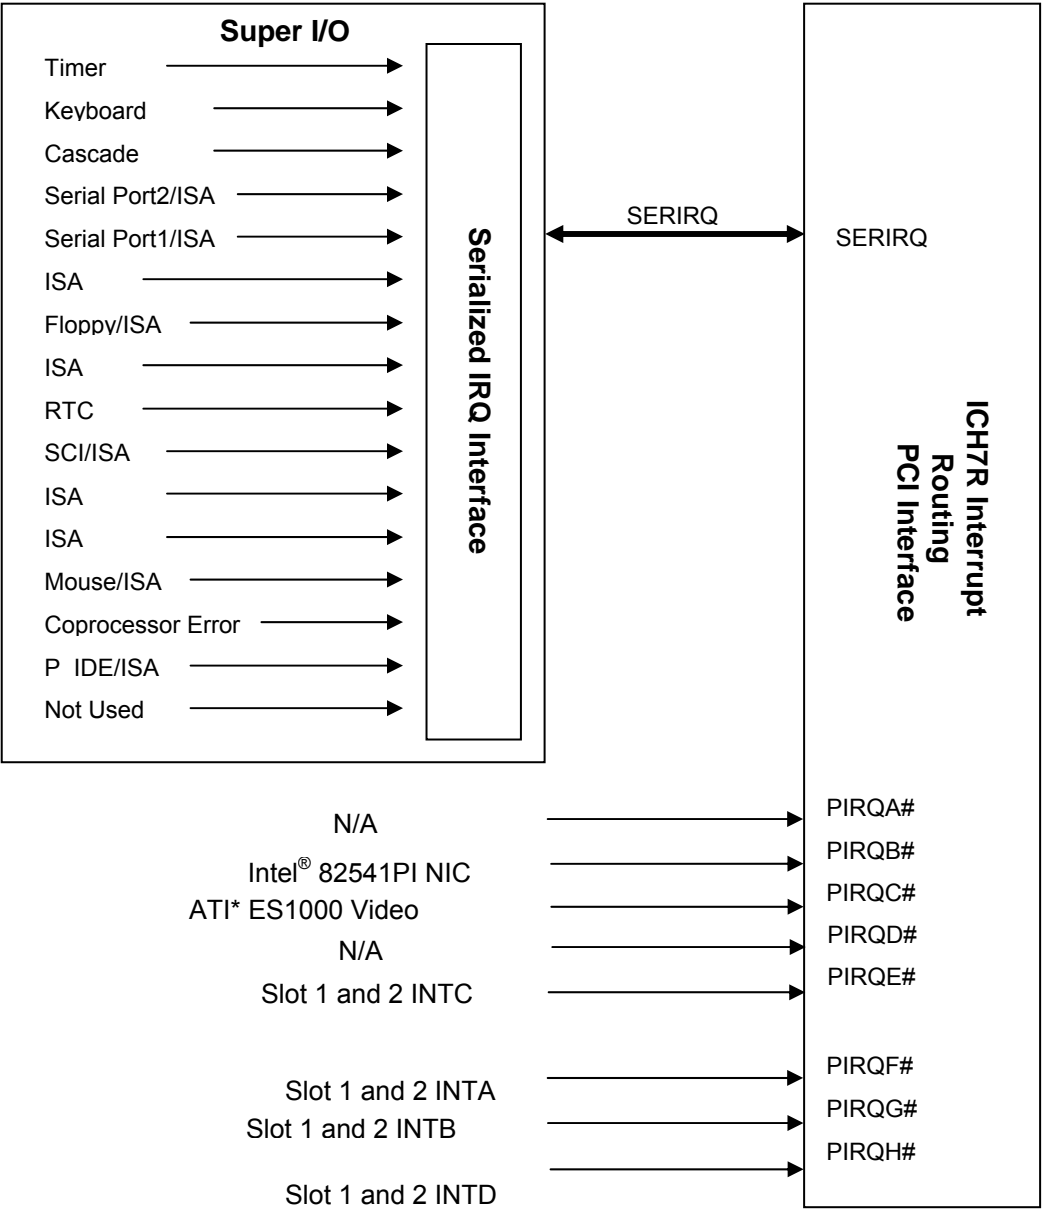 Super I/O
Timer
Keyboard
Cascade
Serial Port2/ISA
Serial Port1/ISA
ISA
Floppy/ISA
ISA
RTC
SCI/ISA
ISA
ISA
Mouse/ISA
Coprocessor Error
P IDE/ISA
Not Used
Serialized IRQ Interface
SERIRQ
SERIRQ
ICH7R Interrupt
Routing
PCI Interface
N/A
PIRQA#
Intel® 82541PI NIC
PIRQB#
ATI* ES1000 Video
PIRQC#
N/A
PIRQD#
Slot 1 and 2 INTC
PIRQE#
Slot 1 and 2 INTA
PIRQF#
Slot 1 and 2 INTB
PIRQG#
Slot 1 and 2 INTD
PIRQH#